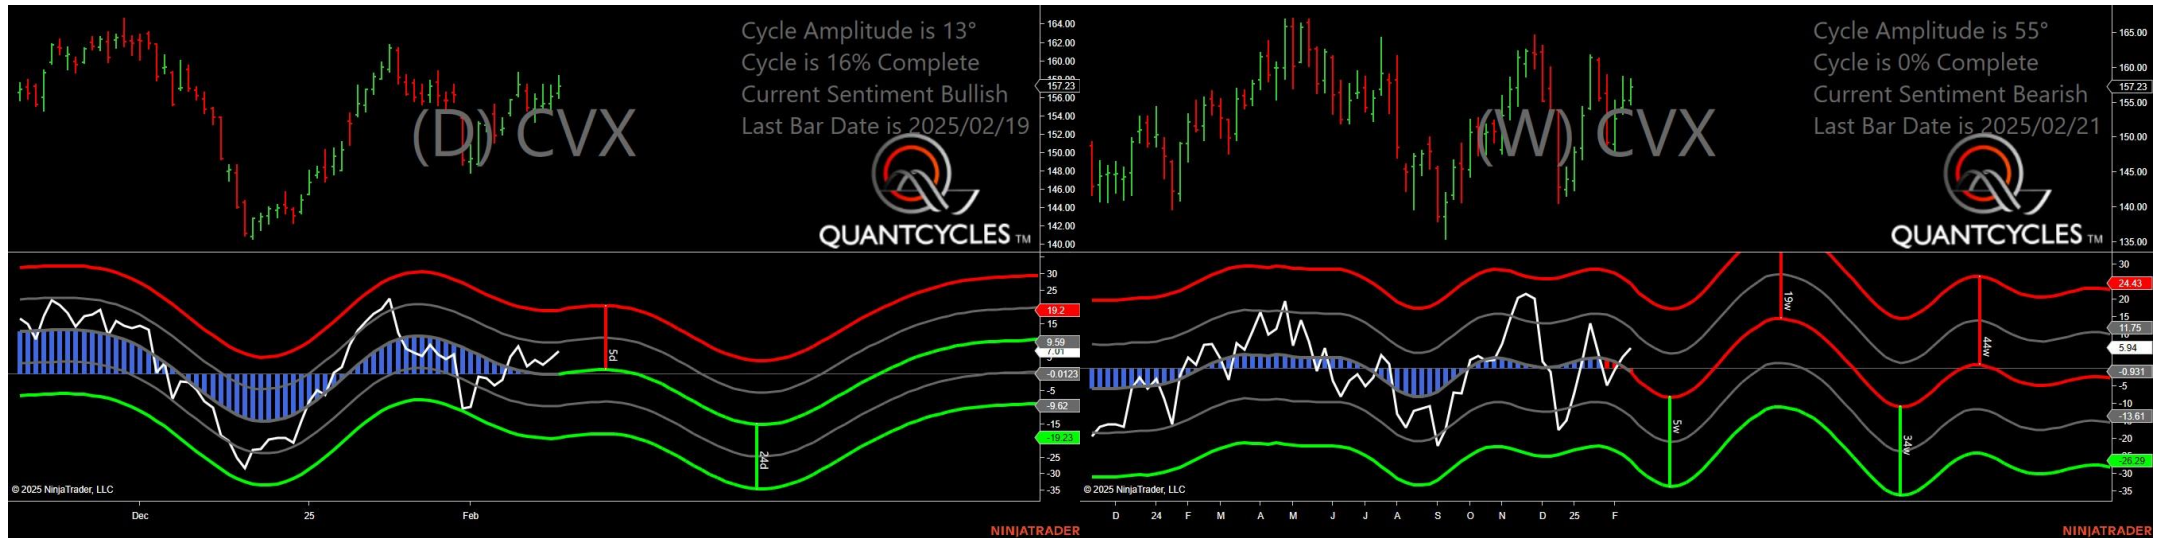 Cycle Amplitude is 13°
Cycle is 16% Complete
Current Sentiment Bullish
Last Bar Date is 2025/02/19
(D) CVX
QUANTCYCLES TM
164.00
162.00
160.00
158.00
157.23
156.00
154.00
152.00
150.00
148.00
146.00
144.00
142.00
140.00
30
25
19.2
15
9.59
7.01
5
-0.0123
-5
-9.62
-15
-19.23
-25
-30
-35
5d
24d
© 2025 NinjaTrader, LLC
Dec
25
Feb
NINJATRADER
Cycle Amplitude is 55°
Cycle is 0% Complete
Current Sentiment Bearish
Last Bar Date is 2025/02/21
(W) CVX
QUANTCYCLES TM
165.00
160.00
157.23
155.00
150.00
145.00
140.00
135.00
30
24.43
20
15
11.75
5.94
-0.931
-5
-10
-13.61
-20
-26.29
-30
-35
19w
44w
5w
34w
© 2025 NinjaTrader, LLC
D
24
F
M
A
M
J
J
A
S
O
N
D
25
F
NINJATRADER